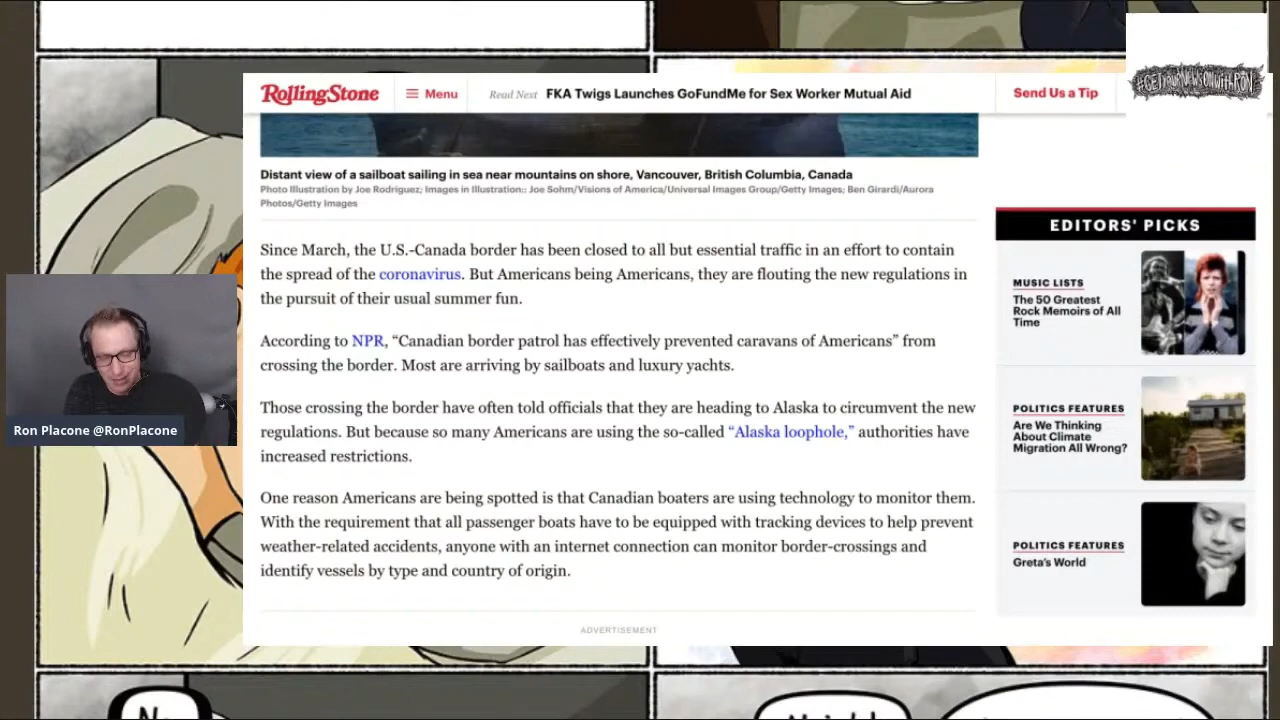 #GETYOURNEWSONWITHRON
RollingStone
Menu
Read Next FKA Twigs Launches GoFundMe for Sex Worker Mutual Aid
Send Us a Tip
Distant view of a sailboat sailing in sea near mountains on shore, Vancouver, British Columbia, Canada
Photo Illustration by Joe Rodriguez; Images in Illustration:: Joe Sohm/Visions of America/Universal Images Group/Getty Images; Ben Girardi/Aurora
Photos/Getty Images
Since March, the U.S.-Canada border has been closed to all but essential traffic in an effort to contain
the spread of the coronavirus. But Americans being Americans, they are flouting the new regulations in
the pursuit of their usual summer fun.
According to NPR, “Canadian border patrol has effectively prevented caravans of Americans” from
crossing the border. Most are arriving by sailboats and luxury yachts.
Those crossing the border have often told officials that they are heading to Alaska to circumvent the new
regulations. But because so many Americans are using the so-called “Alaska loophole,” authorities have
increased restrictions.
One reason Americans are being spotted is that Canadian boaters are using technology to monitor them.
With the requirement that all passenger boats have to be equipped with tracking devices to help prevent
weather-related accidents, anyone with an internet connection can monitor border-crossings and
identify vessels by type and country of origin.
ADVERTISEMENT
EDITORS' PICKS
MUSIC LISTS
The 50 Greatest
Rock Memoirs of All
Time
POLITICS FEATURES
Are We Thinking
About Climate
Migration All Wrong?
POLITICS FEATURES
Greta's World
Ron Placone @RonPlacone